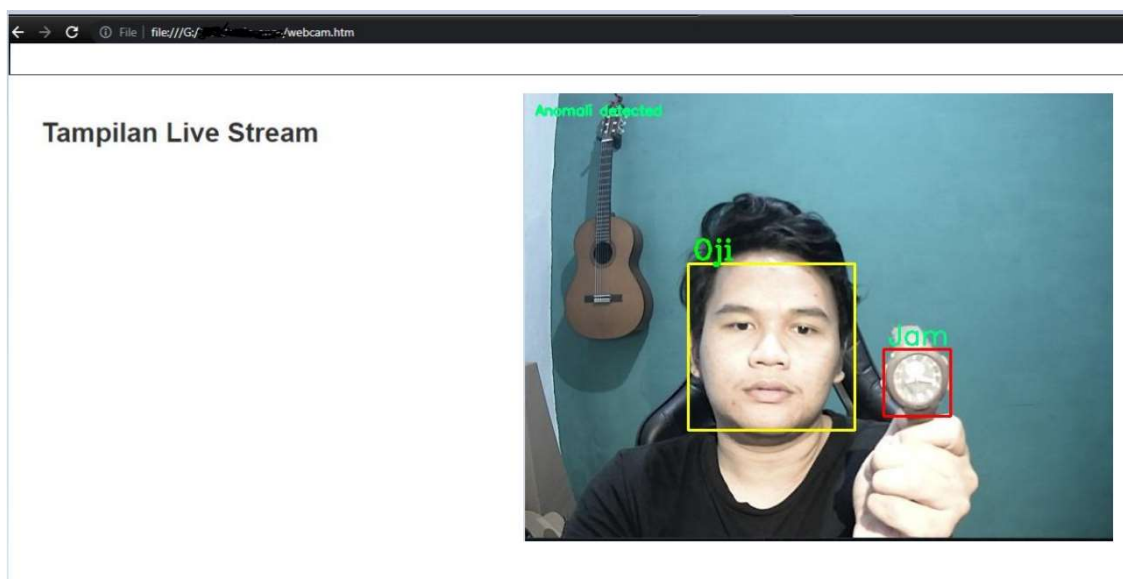 File file:///G:/ /webcam.htm
Tampilan Live Stream
Anomali detected
Oji
Jam